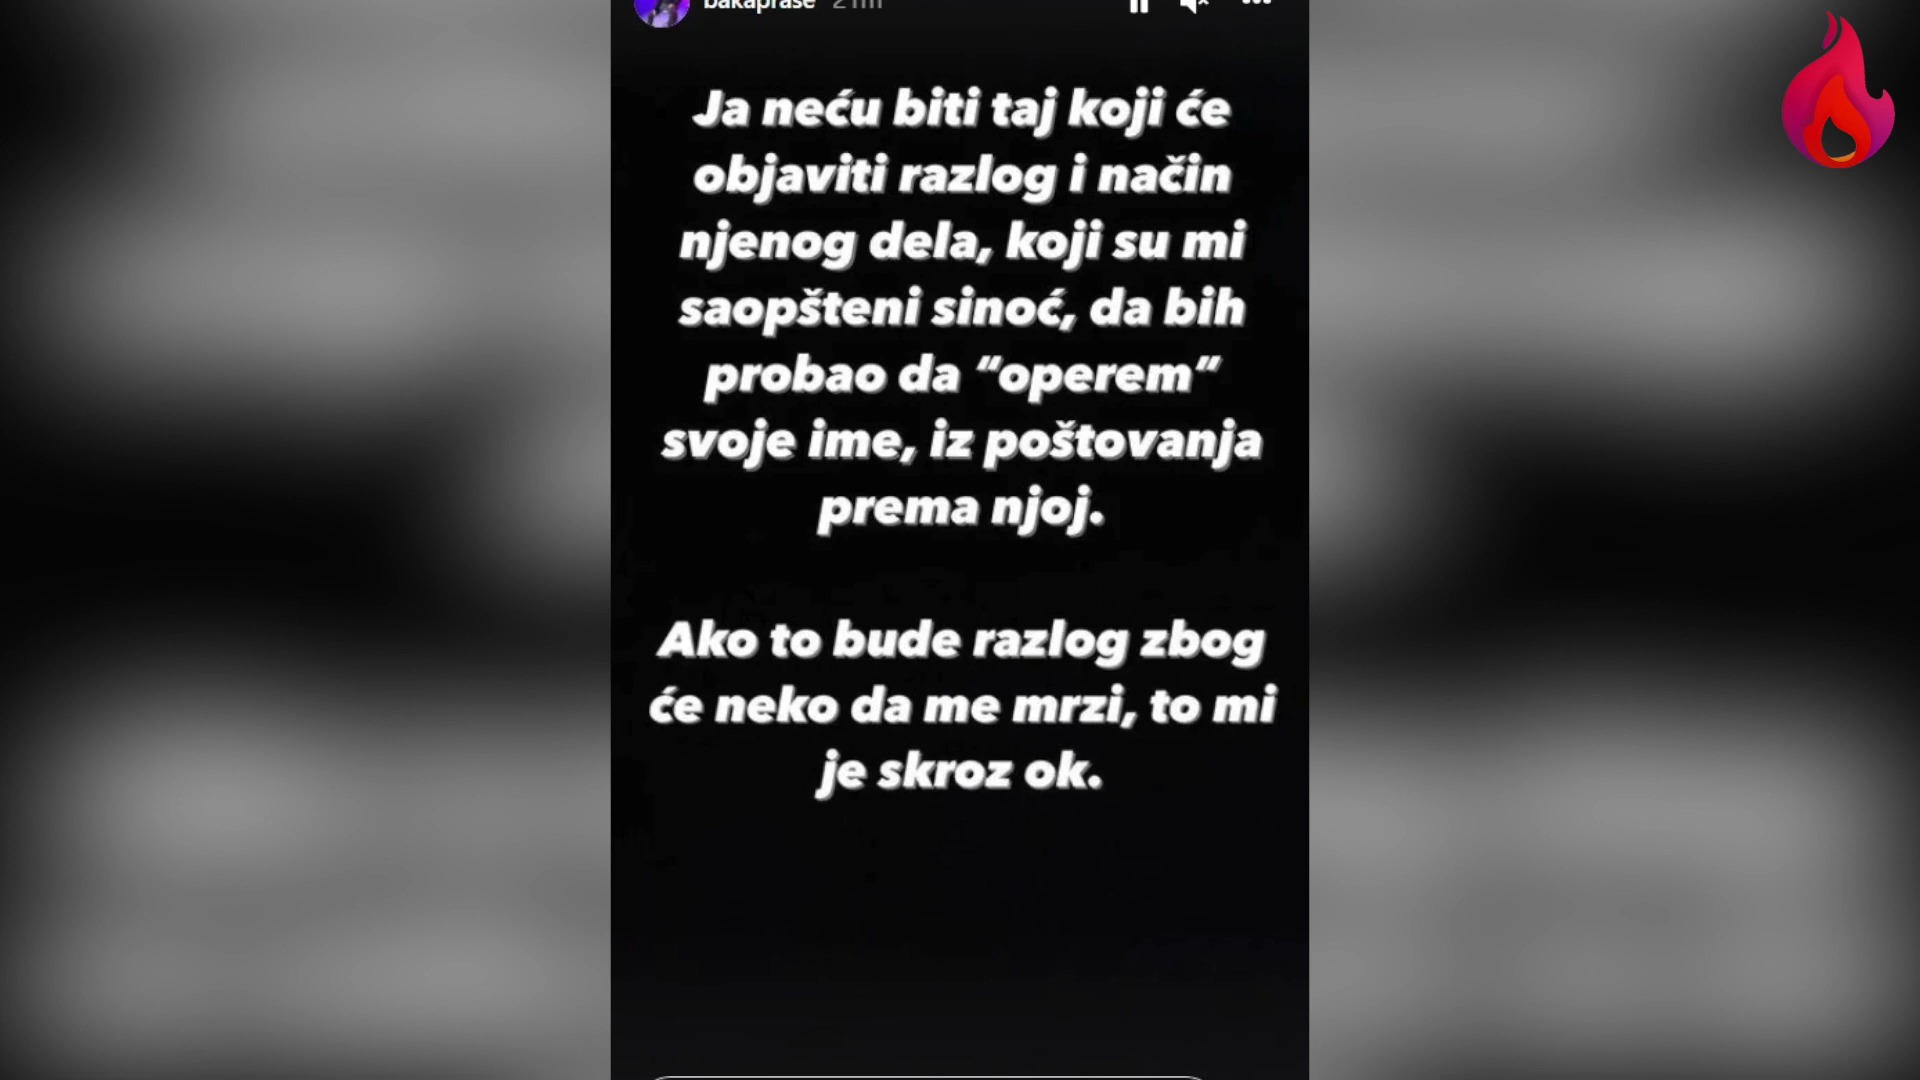 bakaprase
Ja neću biti taj koji će
objaviti razlog i način
njenog dela, koji su mi
saopšteni sinoć, da bih
probao da “operem”
svoje ime, iz poštovanja
prema njoj.
Ako to bude razlog zbog
će neko da me mrzi, to mi
je skroz ok.